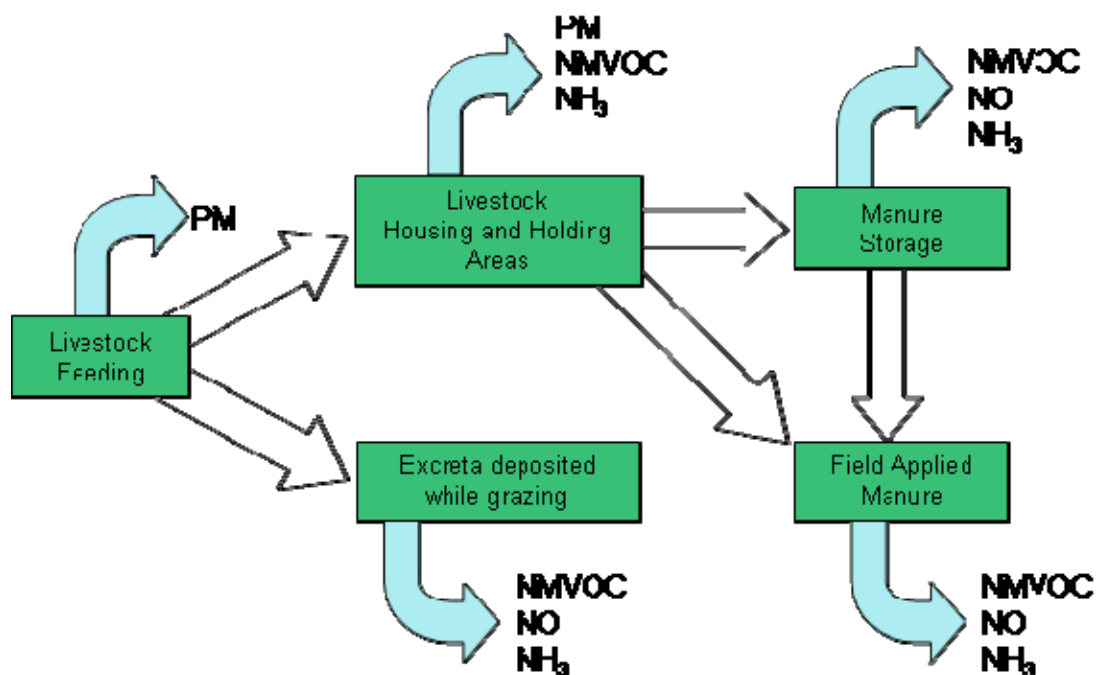 PM
NMVOC
NH₃
NMVOC
NO
NH₃
PM
Livestock
Housing and Holding
Areas
Manure
Storage
Livestock
Feeding
Excreta deposited
while grazing
Field Applied
Manure
NMVOC
NO
NH₃
NMVOC
NO
NH₃